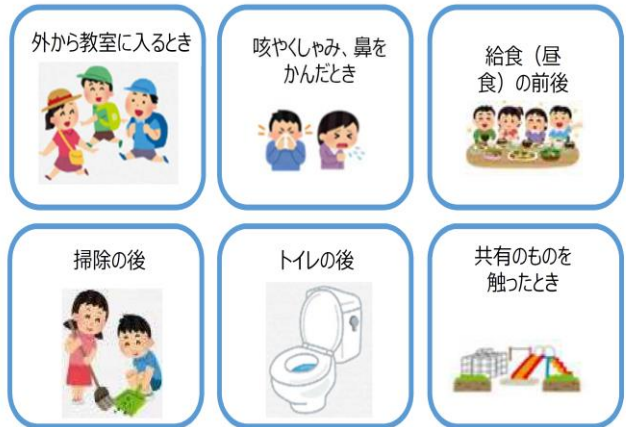 外から教室に入るとき
咳やくしゃみ、鼻を
かんだとき
給食（昼
食）の前後
掃除の後
トイレの後
共有のものを
触ったとき